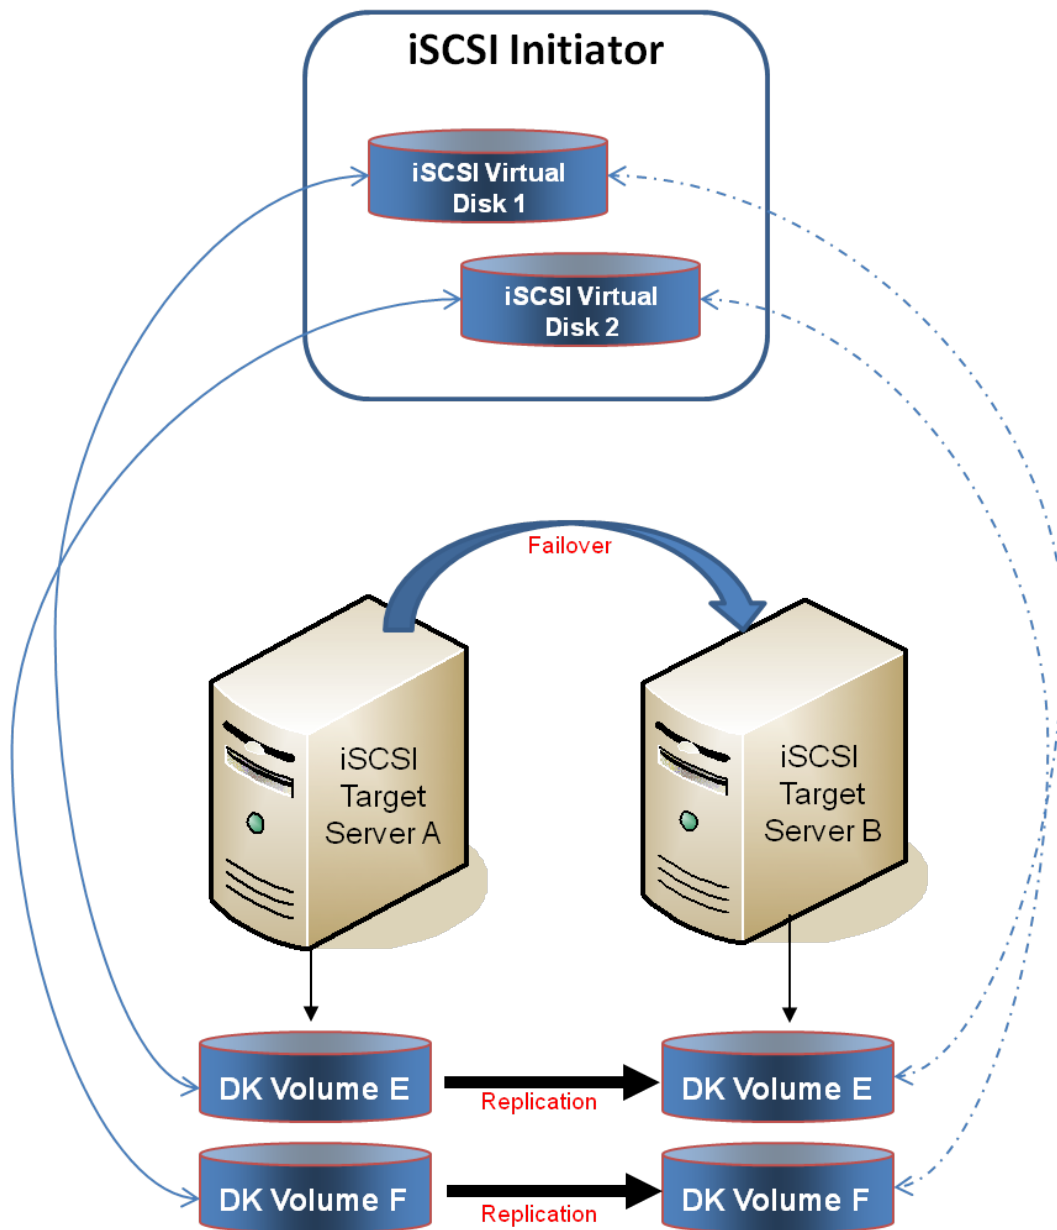 iSCSI Initiator
iSCSI Virtual
Disk 1
iSCSI Virtual
Disk 2
Failover
iSCSI
Target
Server A
iSCSI
Target
Server B
DK Volume E
Replication
DK Volume E
DK Volume F
Replication
DK Volume F